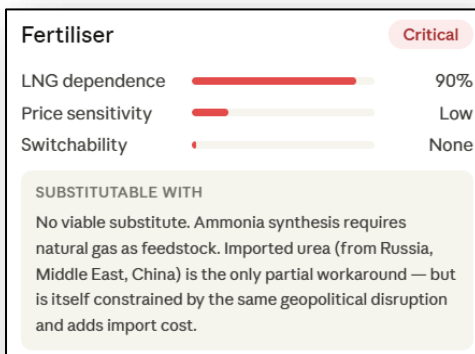 Fertiliser
Critical
LNG dependence 90%
Price sensitivity Low
Switchability None
SUBSTITUTABLE WITH
No viable substitute. Ammonia synthesis requires
natural gas as feedstock. Imported urea (from Russia,
Middle East, China) is the only partial workaround — but
is itself constrained by the same geopolitical disruption
and adds import cost.